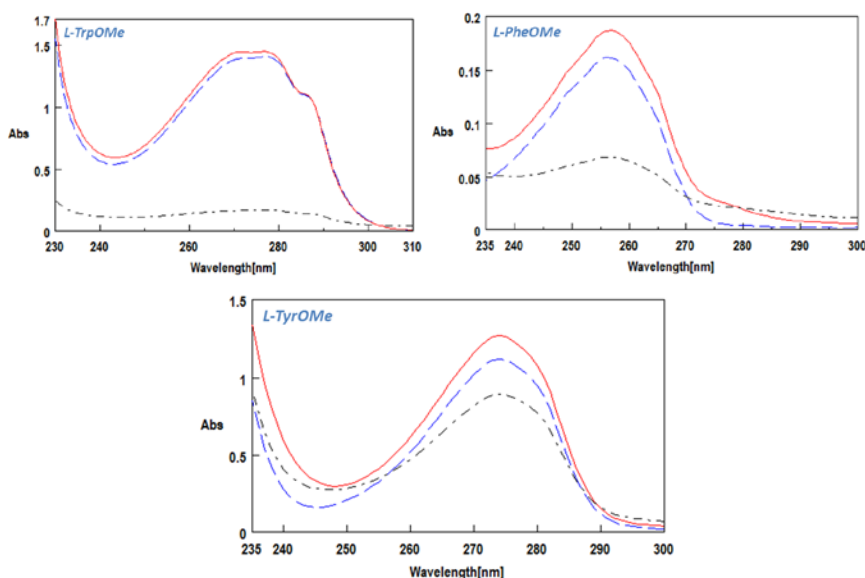 L-TrpOMe
1.7
1.5
1
0.5
0
Abs
230 240 260 280 300 310
Wavelength[nm]
L-PheOMe
0.2
0.15
0.1
0.05
0
Abs
235 240 250 260 270 280 290 300
Wavelength[nm]
L-TyrOMe
1.5
1
0.5
0
Abs
235 240 250 260 270 280 290 300
Wavelength[nm]